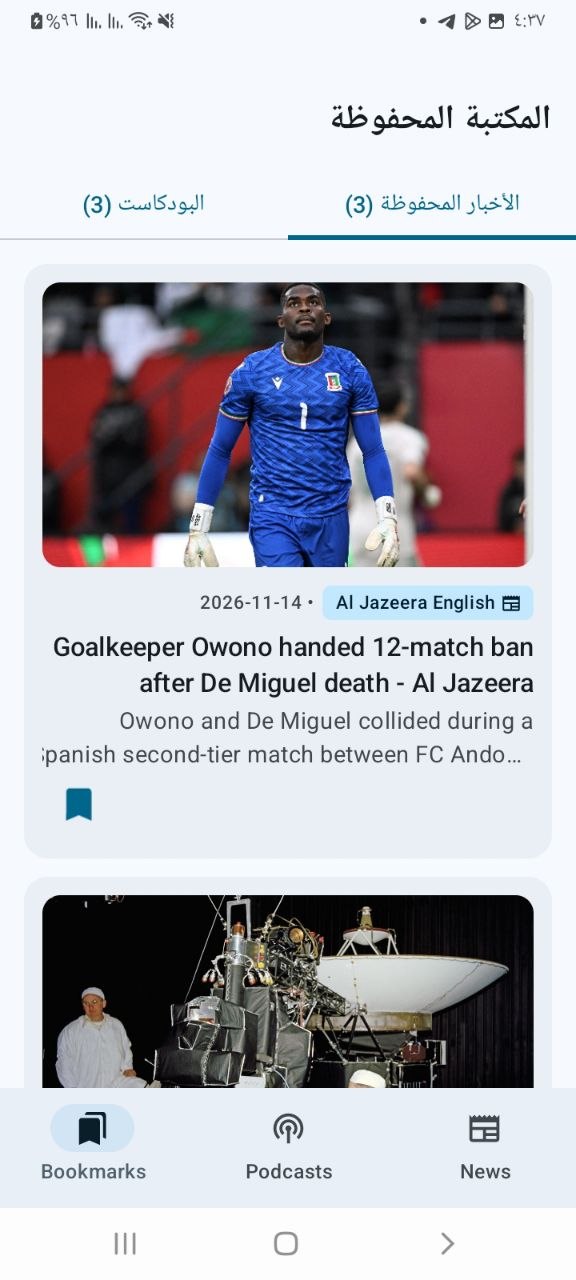 %٩٦ ٤:٣٧
المكتبة المحفوظة
الأخبار المحفوظة (3)
البودكاست (3)
1
Al Jazeera English • 2026-11-14
Goalkeeper Owono handed 12-match ban
after De Miguel death - Al Jazeera
Owono and De Miguel collided during a
Spanish second-tier match between FC Ando…
Bookmarks Podcasts News